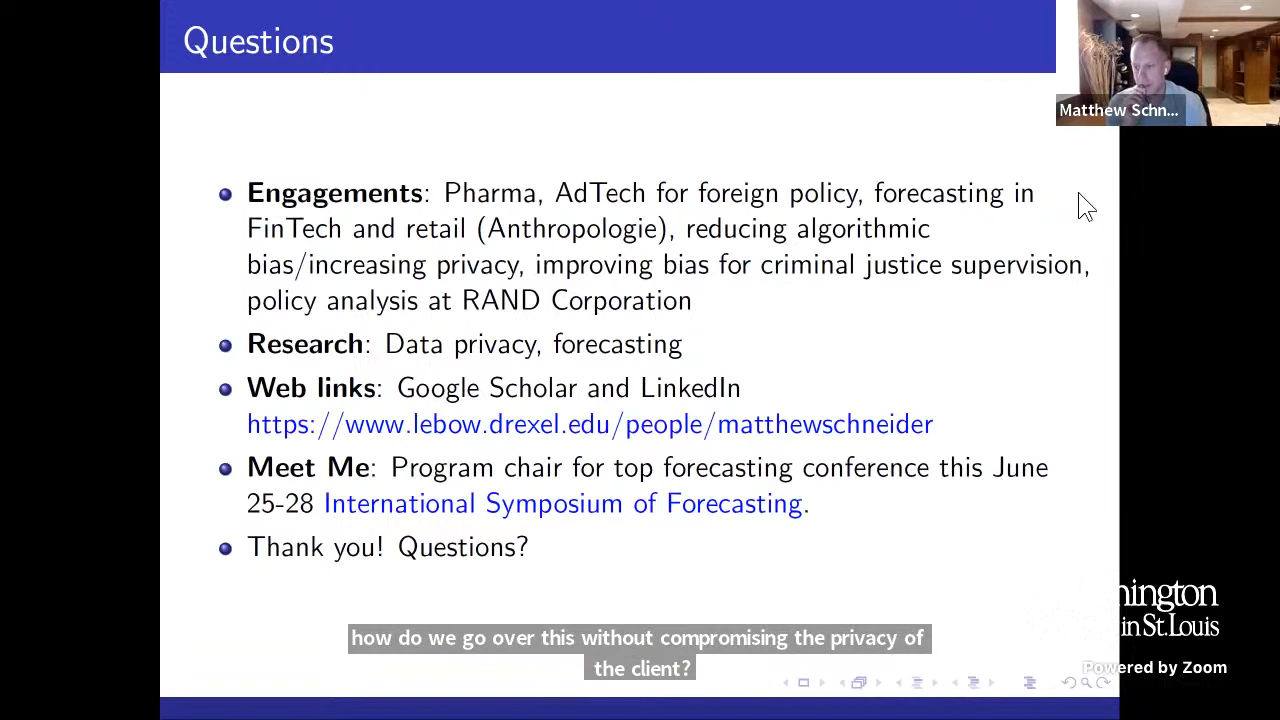 Questions
Matthew Schn...
Engagements: Pharma, AdTech for foreign policy, forecasting in
FinTech and retail (Anthropologie), reducing algorithmic
bias/increasing privacy, improving bias for criminal justice supervision,
policy analysis at RAND Corporation
Research: Data privacy, forecasting
Web links: Google Scholar and LinkedIn
https://www.lebow.drexel.edu/people/matthewschneider
Meet Me: Program chair for top forecasting conference this June
25-28 International Symposium of Forecasting.
Thank you! Questions?
hington
in St. Louis
how do we go over this without compromising the privacy of
the client?
Powered by Zoom